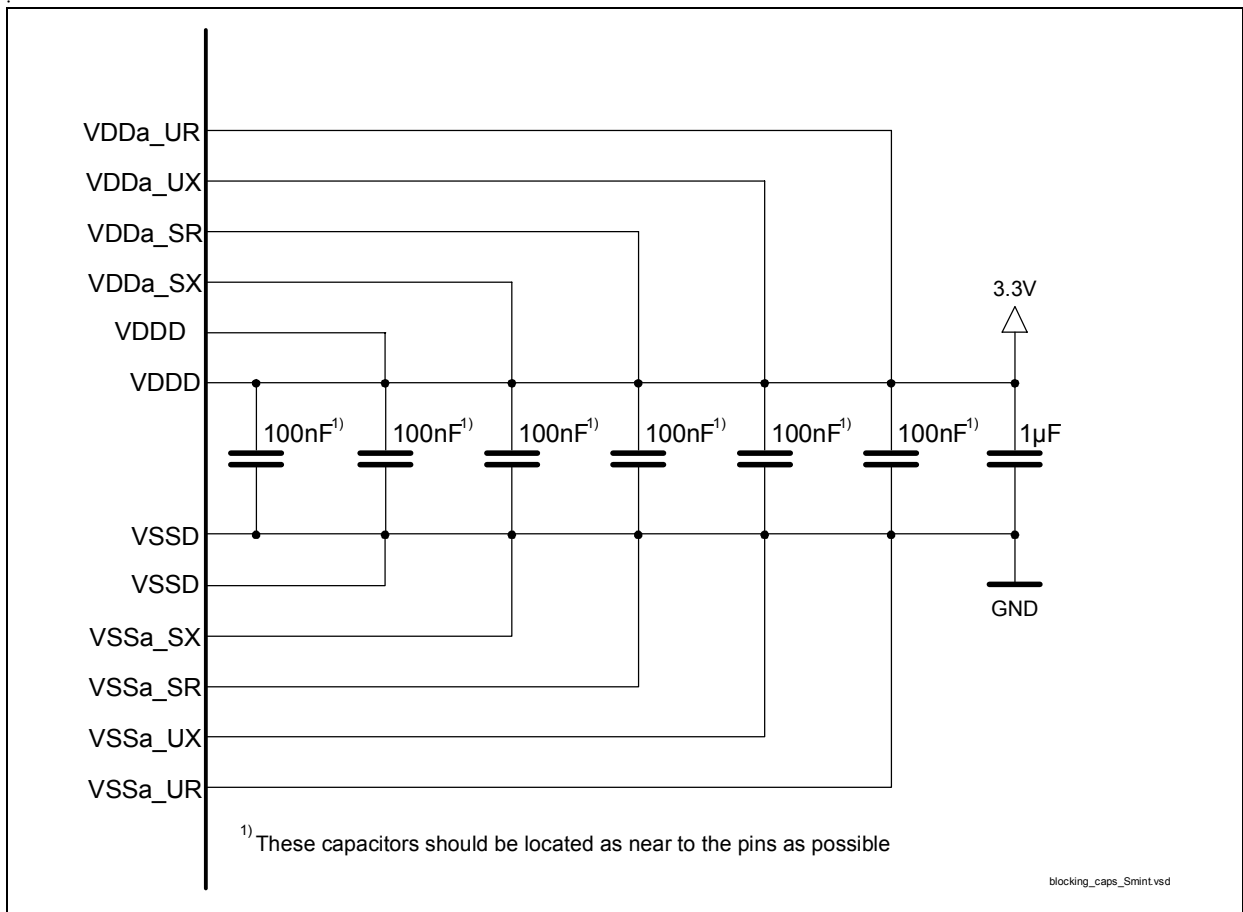 .
VDDa_UR
VDDa_UX
VDDa_SR
VDDa_SX
3.3V
VDDD
VDDD
100nF1) 100nF1) 100nF1) 100nF1) 100nF1) 100nF1) 1µF
VSSD
VSSD
GND
VSSa_SX
VSSa_SR
VSSa_UX
VSSa_UR
1) These capacitors should be located as near to the pins as possible
blocking_caps_Smint.vsd